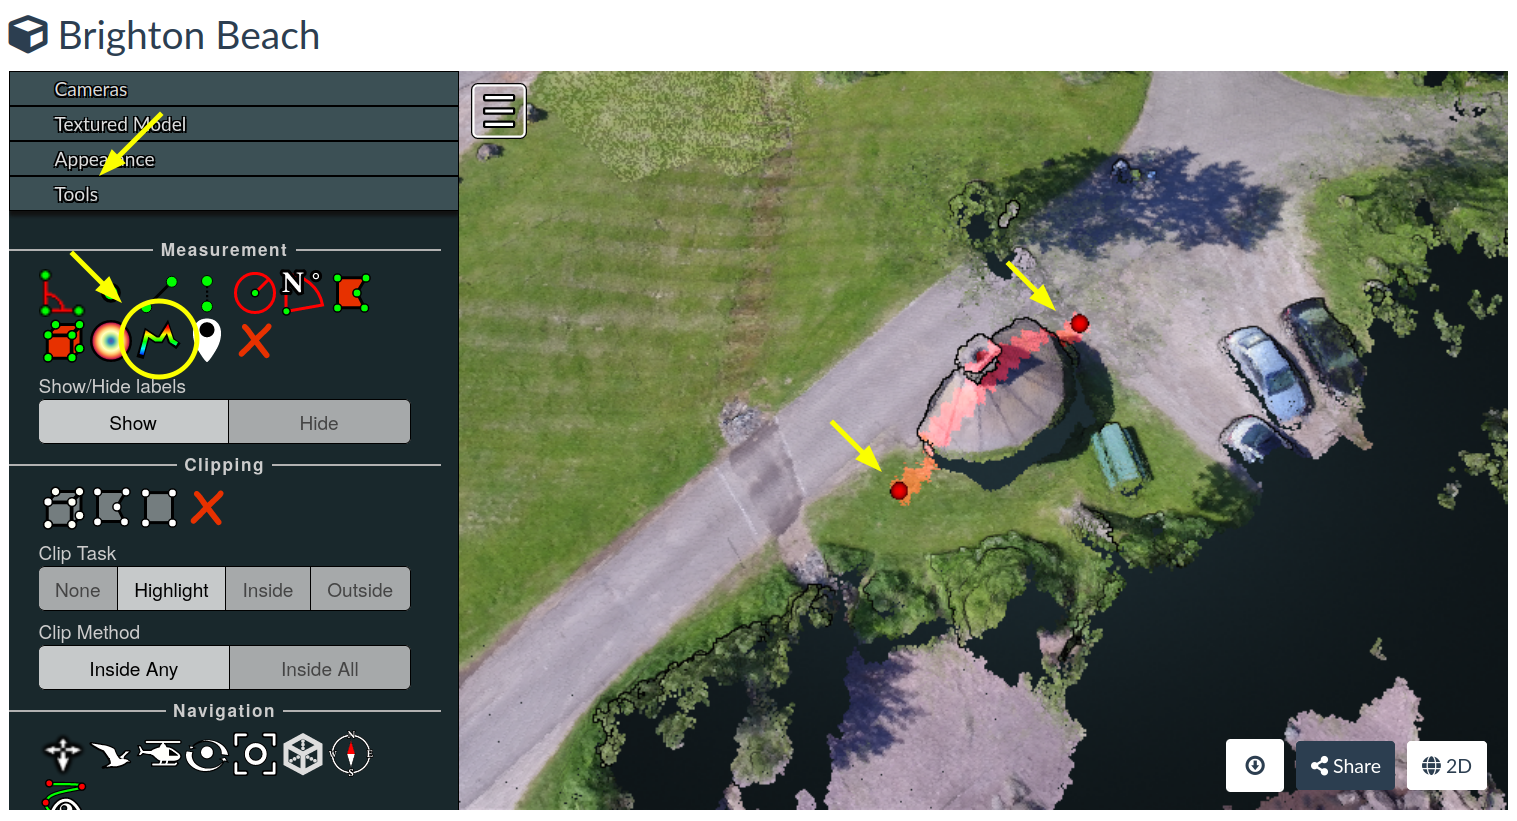 Brighton Beach
Cameras
Textured Model
Appearance
Tools
Measurement
N °
Show/Hide labels
Show Hide
Clipping
Clip Task
None Highlight Inside Outside
Clip Method
Inside Any Inside All
Navigation
N
W E
S
Share 2D